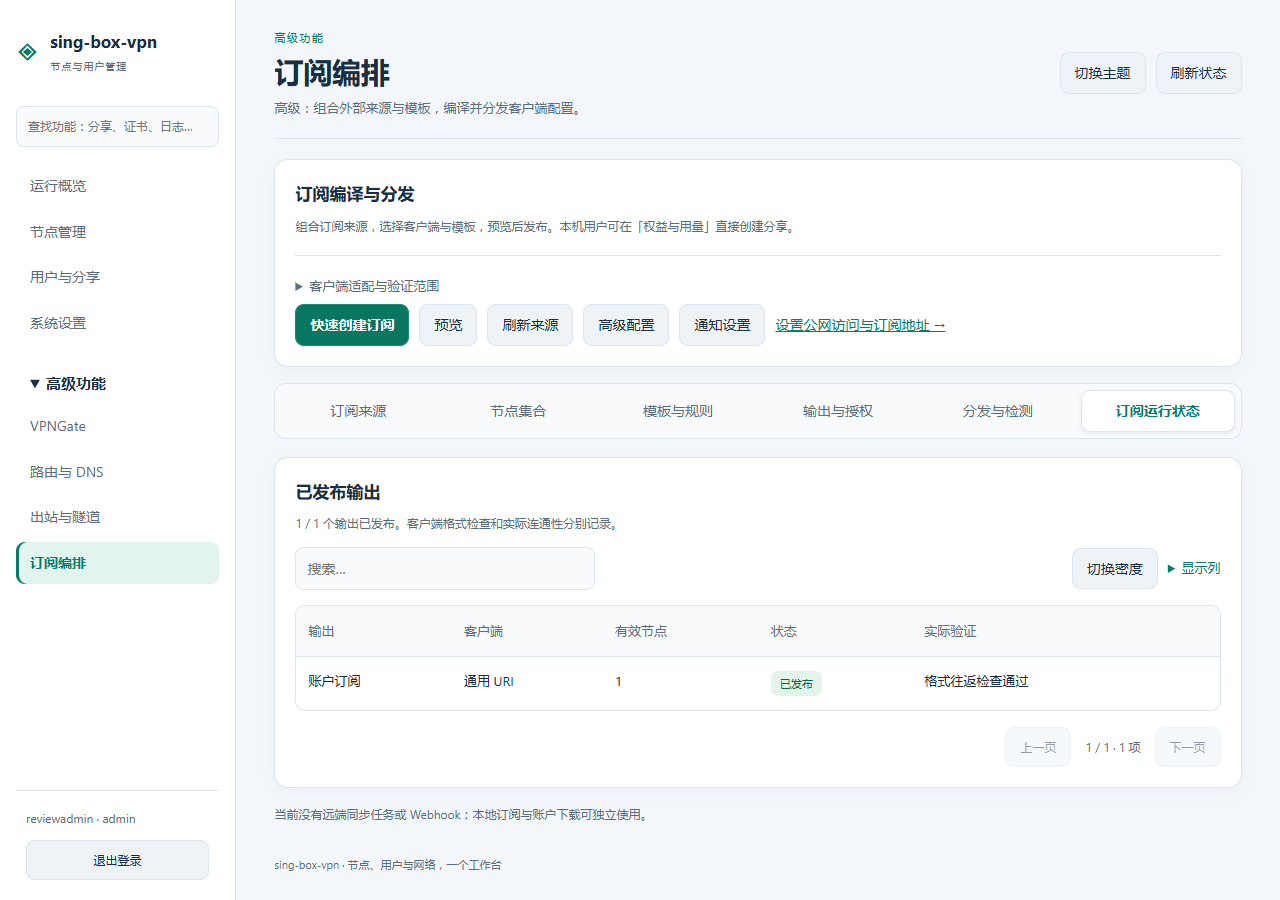 sing-box-vpn
节点与用户管理
查找功能：分享、证书、日志...
运行概览
节点管理
用户与分享
系统设置
▼ 高级功能
VPNGate
路由与 DNS
出站与隧道
订阅编排
reviewadmin · admin
退出登录
高级功能
订阅编排
高级：组合外部来源与模板，编译并分发客户端配置。
切换主题
刷新状态
订阅编译与分发
组合订阅来源，选择客户端与模板，预览后发布。本机用户可在「权益与用量」直接创建分享。
▶ 客户端适配与验证范围
快速创建订阅
预览
刷新来源
高级配置
通知设置
设置公网访问与订阅地址 →
订阅来源
节点集合
模板与规则
输出与授权
分发与检测
订阅运行状态
已发布输出
1 / 1 个输出已发布。客户端格式检查和实际连通性分别记录。
搜索...
切换密度
▶ 显示列
输出 客户端 有效节点 状态 实际验证
账户订阅 通用 URI 1 已发布 格式往返检查通过
上一页
1 / 1 · 1 项
下一页
当前没有远端同步任务或 Webhook；本地订阅与账户下载可独立使用。
sing-box-vpn · 节点、用户与网络，一个工作台